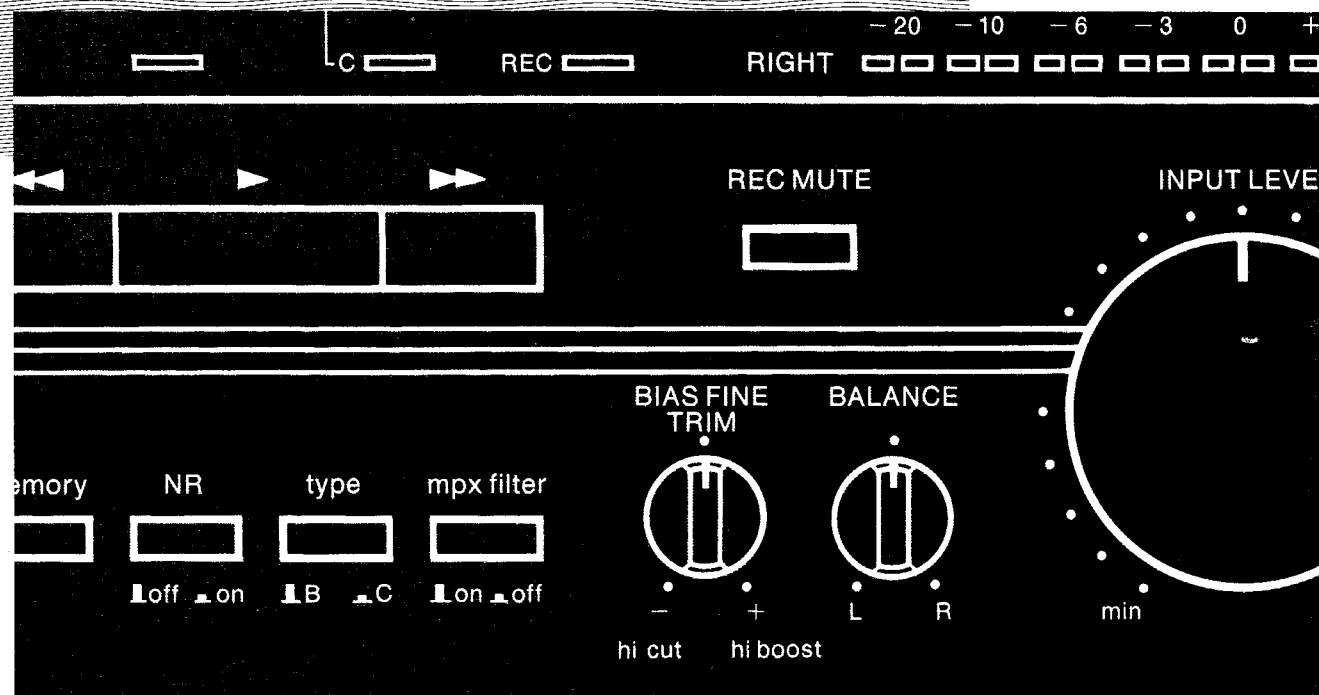 − 20 − 10 − 6 − 3 0 +
C REC RIGHT
REC MUTE INPUT LEVE
BIAS FINE BALANCE
TRIM
emory NR type mpx filter
off on B C on off
− + L R min
hi cut hi boost